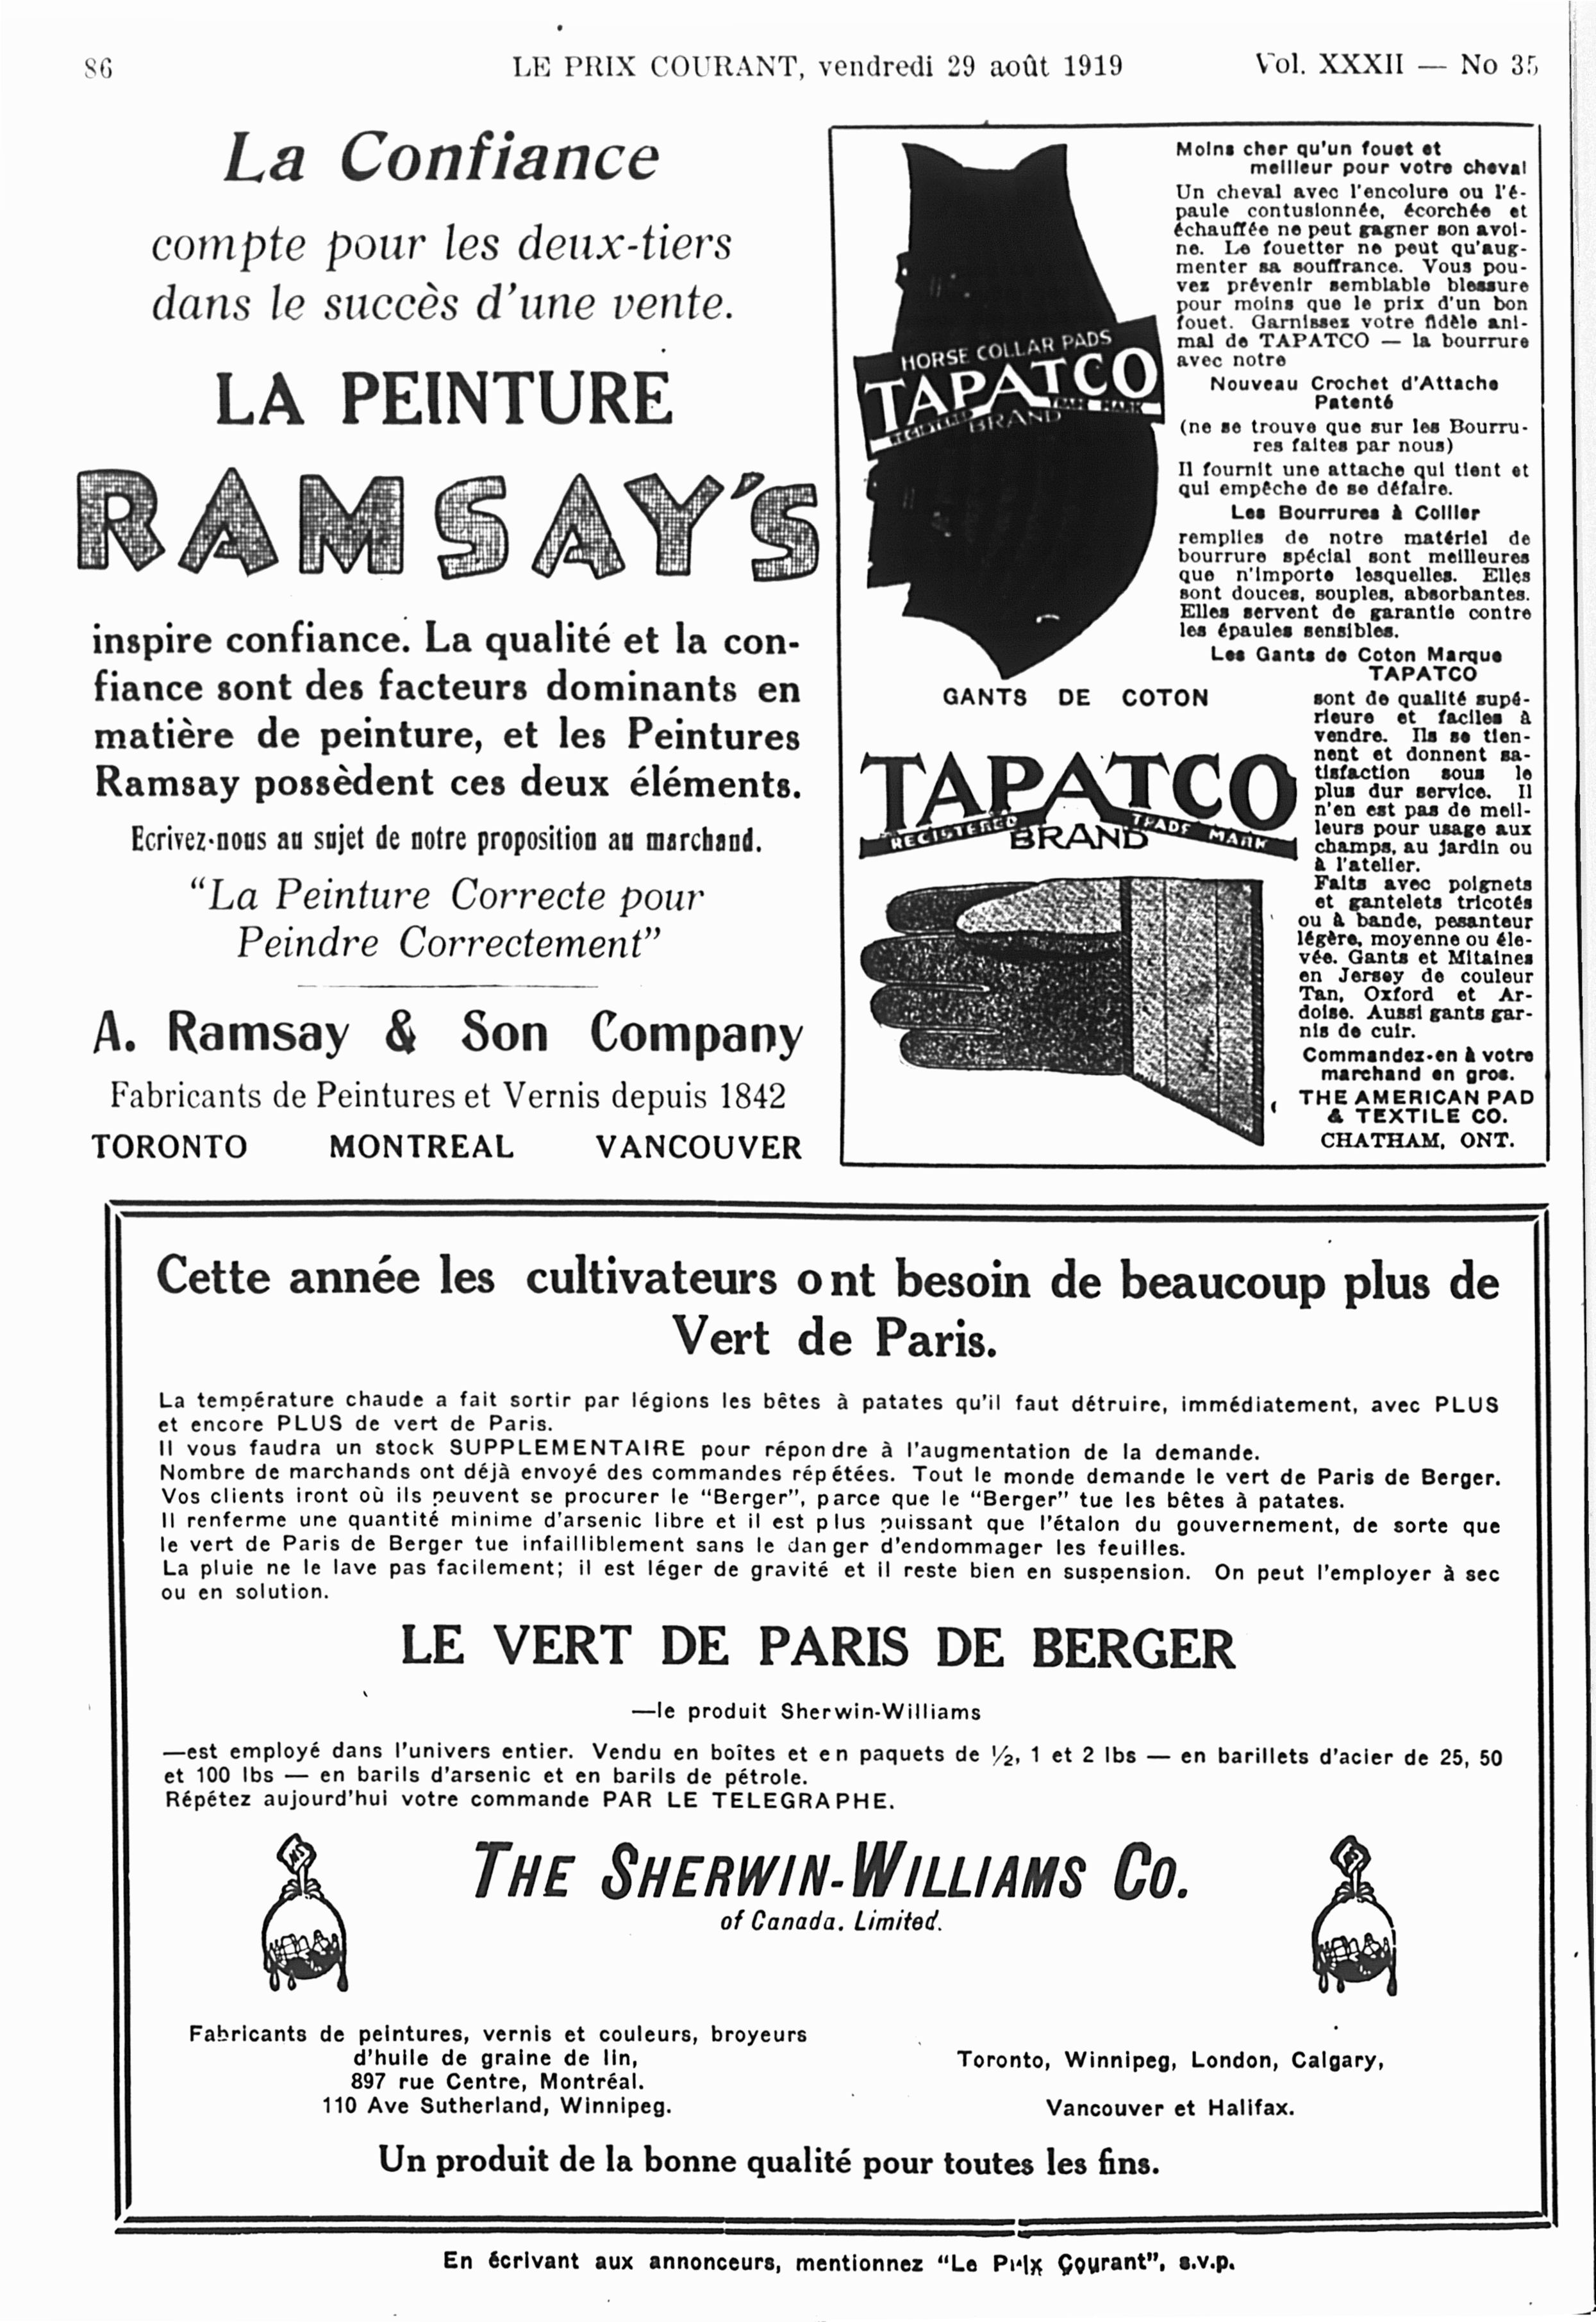 86
LE PRIX COURANT, vendredi 29 août 1919
Vol. XXXII — No 35
La Confiance
compte pour les deux-tiers
dans le succès d'une vente.
LA PEINTURE
RAMSAY'S
inspire confiance. La qualité et la con-
fiance sont des facteurs dominants en
matière de peinture, et les Peintures
Ramsay possèdent ces deux éléments.
Ecrivez-nous au sujet de notre proposition au marchand.
"La Peinture Correcte pour
Peindre Correctement"
A. Ramsay & Son Company
Fabricants de Peintures et Vernis depuis 1842
TORONTO MONTREAL VANCOUVER
HORSE COLLAR PADS
TAPATCO
REGISTERED BRAND TRADE MARK
Moins cher qu'un fouet et
meilleur pour votre cheval
Un cheval avec l'encolure ou l'é-
paule contusionnée, écorchée et
échauffée ne peut gagner son avoi-
ne. Le fouetter ne peut qu'aug-
menter sa souffrance. Vous pou-
vez prévenir semblable blessure
pour moins que le prix d'un bon
fouet. Garnissez votre fidèle ani-
mal de TAPATCO — la bourrure
avec notre
Nouveau Crochet d'Attache
Patenté
(ne se trouve que sur les Bourru-
res faites par nous)
Il fournit une attache qui tient et
qui empêche de se défaire.
Les Bourrures à Collier
remplies de notre matériel de
bourrure spécial sont meilleures
que n'importe lesquelles. Elles
sont douces, souples, absorbantes.
Elles servent de garantie contre
les épaules sensibles.
Les Gants de Coton Marque
TAPATCO
GANTS DE COTON
TAPATCO
REGISTERED BRAND TRADE MARK
sont de qualité supé-
rieure et faciles à
vendre. Ils se tien-
nent et donnent sa-
tisfaction sous le
plus dur service. Il
n'en est pas de meil-
leurs pour usage aux
champs, au jardin ou
à l'atelier.
Faits avec poignets
et gantelets tricotés
ou à bande, pesanteur
légère, moyenne ou éle-
vée. Gants et Mitaines
en Jersey de couleur
Tan, Oxford et Ar-
doise. Aussi gants gar-
nis de cuir.
Commandez-en à votre
marchand en gros.
THE AMERICAN PAD
& TEXTILE CO.
CHATHAM, ONT.
Cette année les cultivateurs ont besoin de beaucoup plus de
Vert de Paris.
La température chaude a fait sortir par légions les bêtes à patates qu'il faut détruire, immédiatement, avec PLUS
et encore PLUS de vert de Paris.
Il vous faudra un stock SUPPLEMENTAIRE pour répondre à l'augmentation de la demande.
Nombre de marchands ont déjà envoyé des commandes répétées. Tout le monde demande le vert de Paris de Berger.
Vos clients iront où ils peuvent se procurer le "Berger", parce que le "Berger" tue les bêtes à patates.
Il renferme une quantité minime d'arsenic libre et il est plus puissant que l'étalon du gouvernement, de sorte que
le vert de Paris de Berger tue infailliblement sans le danger d'endommager les feuilles.
La pluie ne le lave pas facilement; il est léger de gravité et il reste bien en suspension. On peut l'employer à sec
ou en solution.
LE VERT DE PARIS DE BERGER
—le produit Sherwin-Williams
—est employé dans l'univers entier. Vendu en boîtes et en paquets de ½, 1 et 2 lbs — en barillets d'acier de 25, 50
et 100 lbs — en barils d'arsenic et en barils de pétrole.
Répétez aujourd'hui votre commande PAR LE TELEGRAPHE.
THE SHERWIN-WILLIAMS CO.
of Canada. Limited.
Fabricants de peintures, vernis et couleurs, broyeurs
d'huile de graine de lin,
897 rue Centre, Montréal.
110 Ave Sutherland, Winnipeg.
Toronto, Winnipeg, London, Calgary,
Vancouver et Halifax.
Un produit de la bonne qualité pour toutes les fins.
En écrivant aux annonceurs, mentionnez "Le Prix Courant", s.v.p.